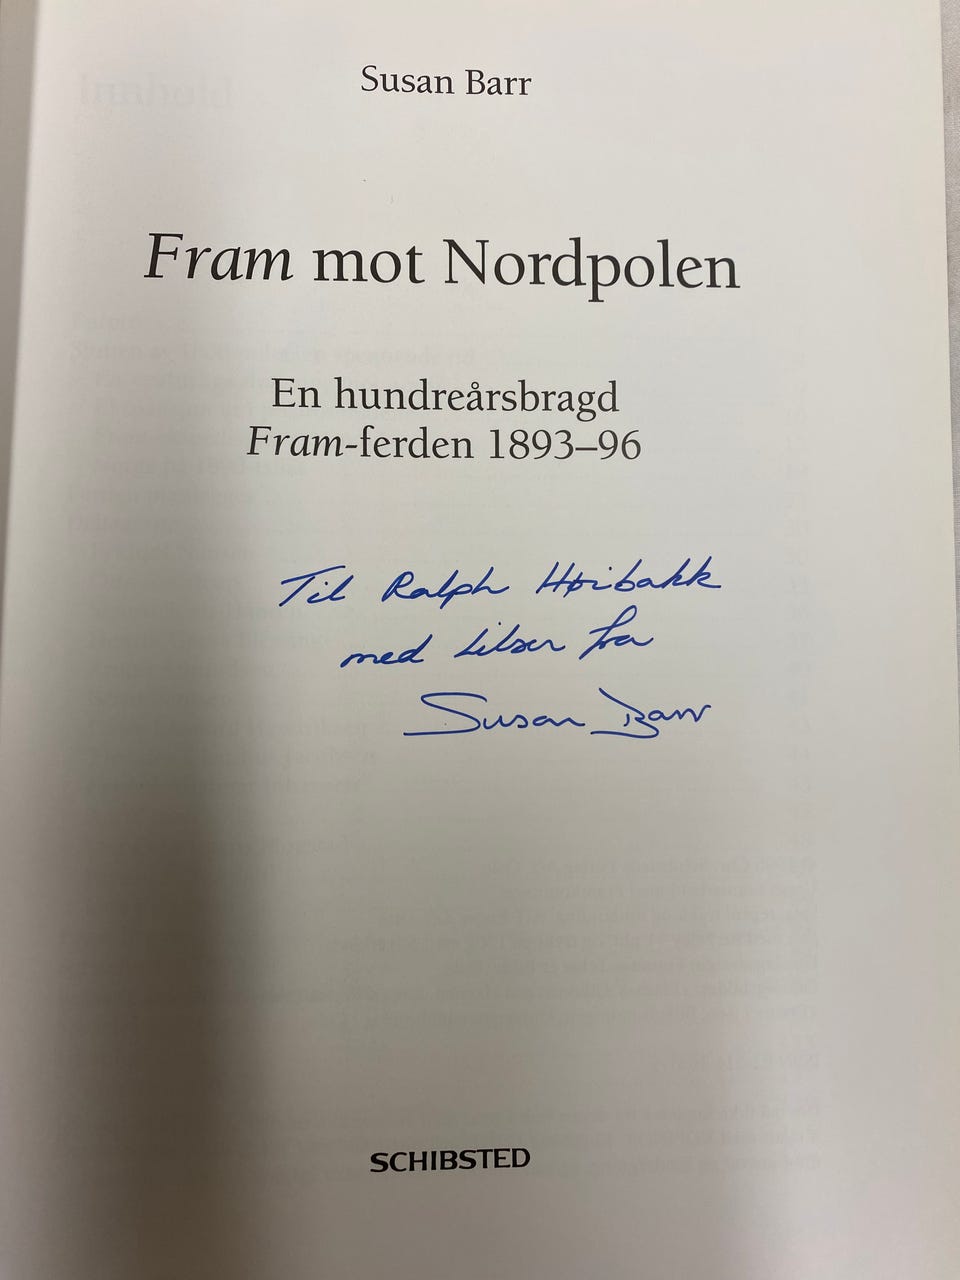 Susan Barr
Fram mot Nordpolen
En hundreårsbragd
Fram-ferden 1893–96
Til Ralph Høibakk
med hilsen fra
Susan Barr
SCHIBSTED